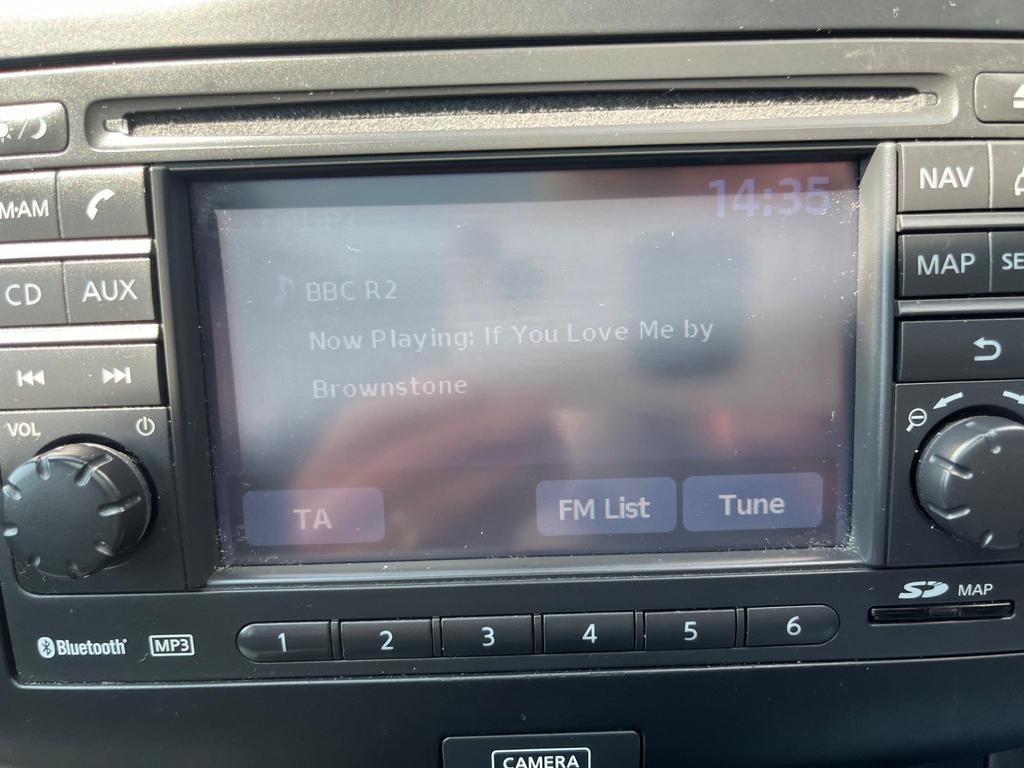 14:35
BBC R2
Now Playing: If You Love Me by
Brownstone
TA
FM List
Tune
M·AM
CD
AUX
VOL
NAV
MAP
SE
Bluetooth
MP3
1
2
3
4
5
6
SD MAP
CAMERA